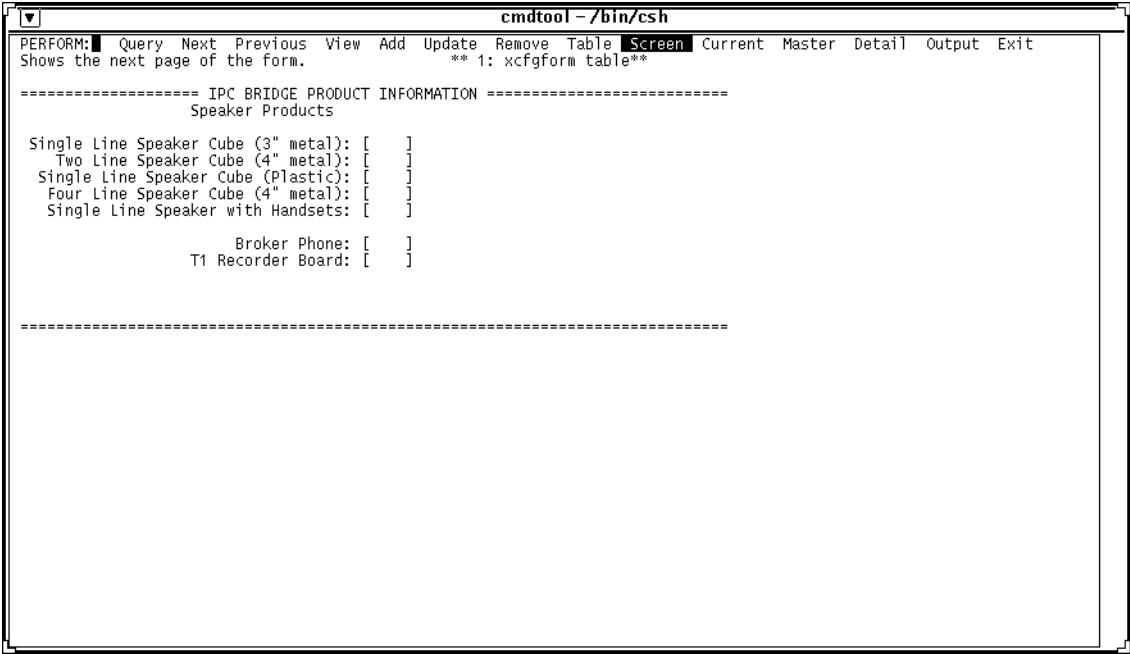 cmdtool – /bin/csh
PERFORM: Query Next Previous View Add Update Remove Table Screen Current Master Detail Output Exit
Shows the next page of the form. ** 1: xcfgform table**
==================== IPC BRIDGE PRODUCT INFORMATION ===========================
Speaker Products
Single Line Speaker Cube (3" metal): [    ]
Two Line Speaker Cube (4" metal): [    ]
Single Line Speaker Cube (Plastic): [    ]
Four Line Speaker Cube (4" metal): [    ]
Single Line Speaker with Handsets: [    ]
Broker Phone: [    ]
T1 Recorder Board: [    ]
===============================================================================